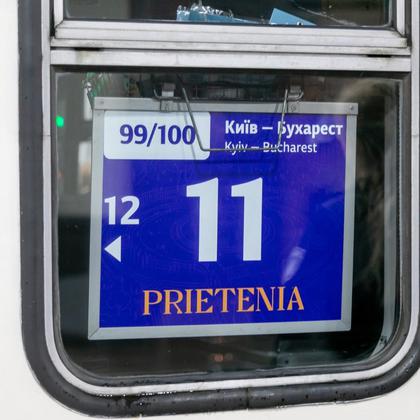 99/100
Київ – Бухарест
Kyiv – Bucharest
12
11
PRIETENIA